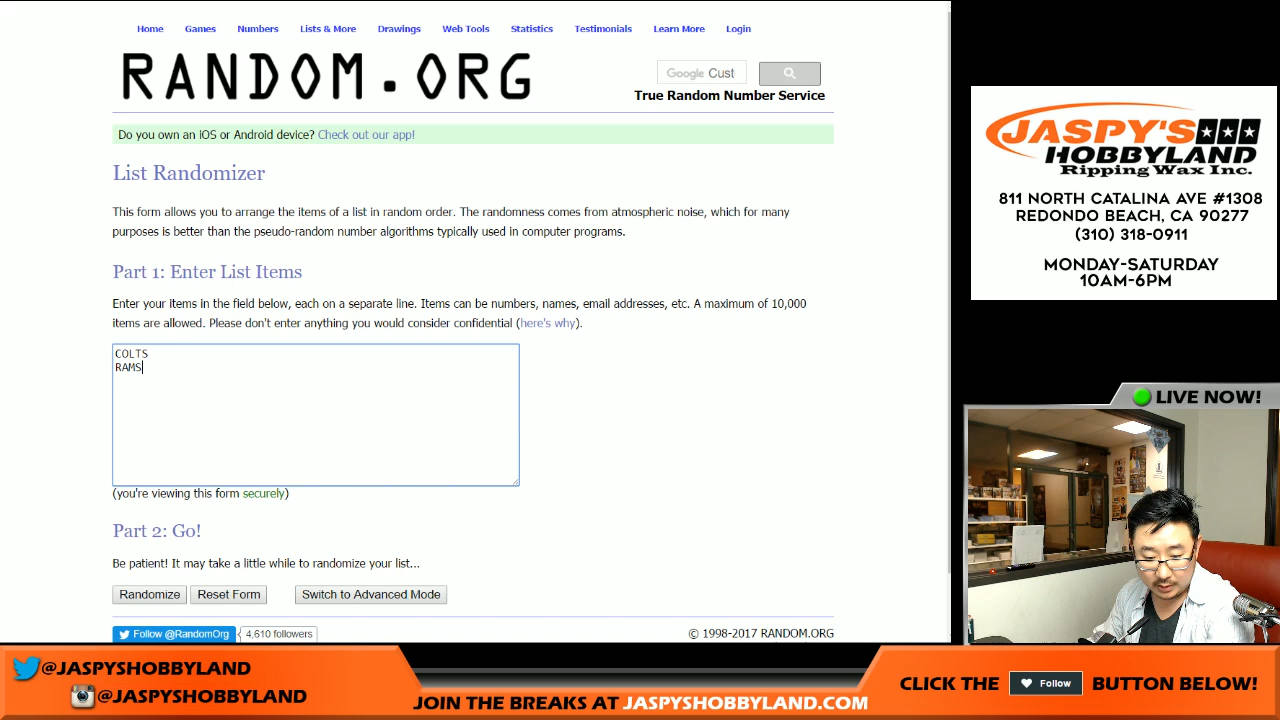 Home Games Numbers Lists & More Drawings Web Tools Statistics Testimonials Learn More Login
RANDOM.ORG
Google Cust
True Random Number Service
Do you own an iOS or Android device? Check out our app!
List Randomizer
This form allows you to arrange the items of a list in random order. The randomness comes from atmospheric noise, which for many
purposes is better than the pseudo-random number algorithms typically used in computer programs.
Part 1: Enter List Items
Enter your items in the field below, each on a separate line. Items can be numbers, names, email addresses, etc. A maximum of 10,000
items are allowed. Please don't enter anything you would consider confidential (here's why).
COLTS
RAMS
(you're viewing this form securely)
Part 2: Go!
Be patient! It may take a little while to randomize your list...
Randomize Reset Form Switch to Advanced Mode
Follow @RandomOrg 4,610 followers
© 1998-2017 RANDOM.ORG
JASPY'S
HOBBYLAND
Ripping Wax Inc.
811 NORTH CATALINA AVE #1308
REDONDO BEACH, CA 90277
(310) 318-0911
MONDAY-SATURDAY
10AM-6PM
LIVE NOW!
@JASPYSHOBBYLAND
@JASPYSHOBBYLAND
JOIN THE BREAKS AT JASPYSHOBBYLAND.COM
CLICK THE Follow BUTTON BELOW!